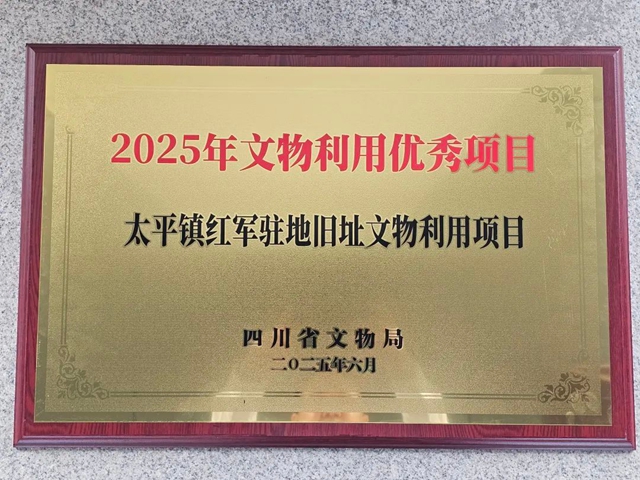 2025年文物利用优秀项目
太平镇红军驻地旧址文物利用项目
四川省文物局
二〇二五年六月